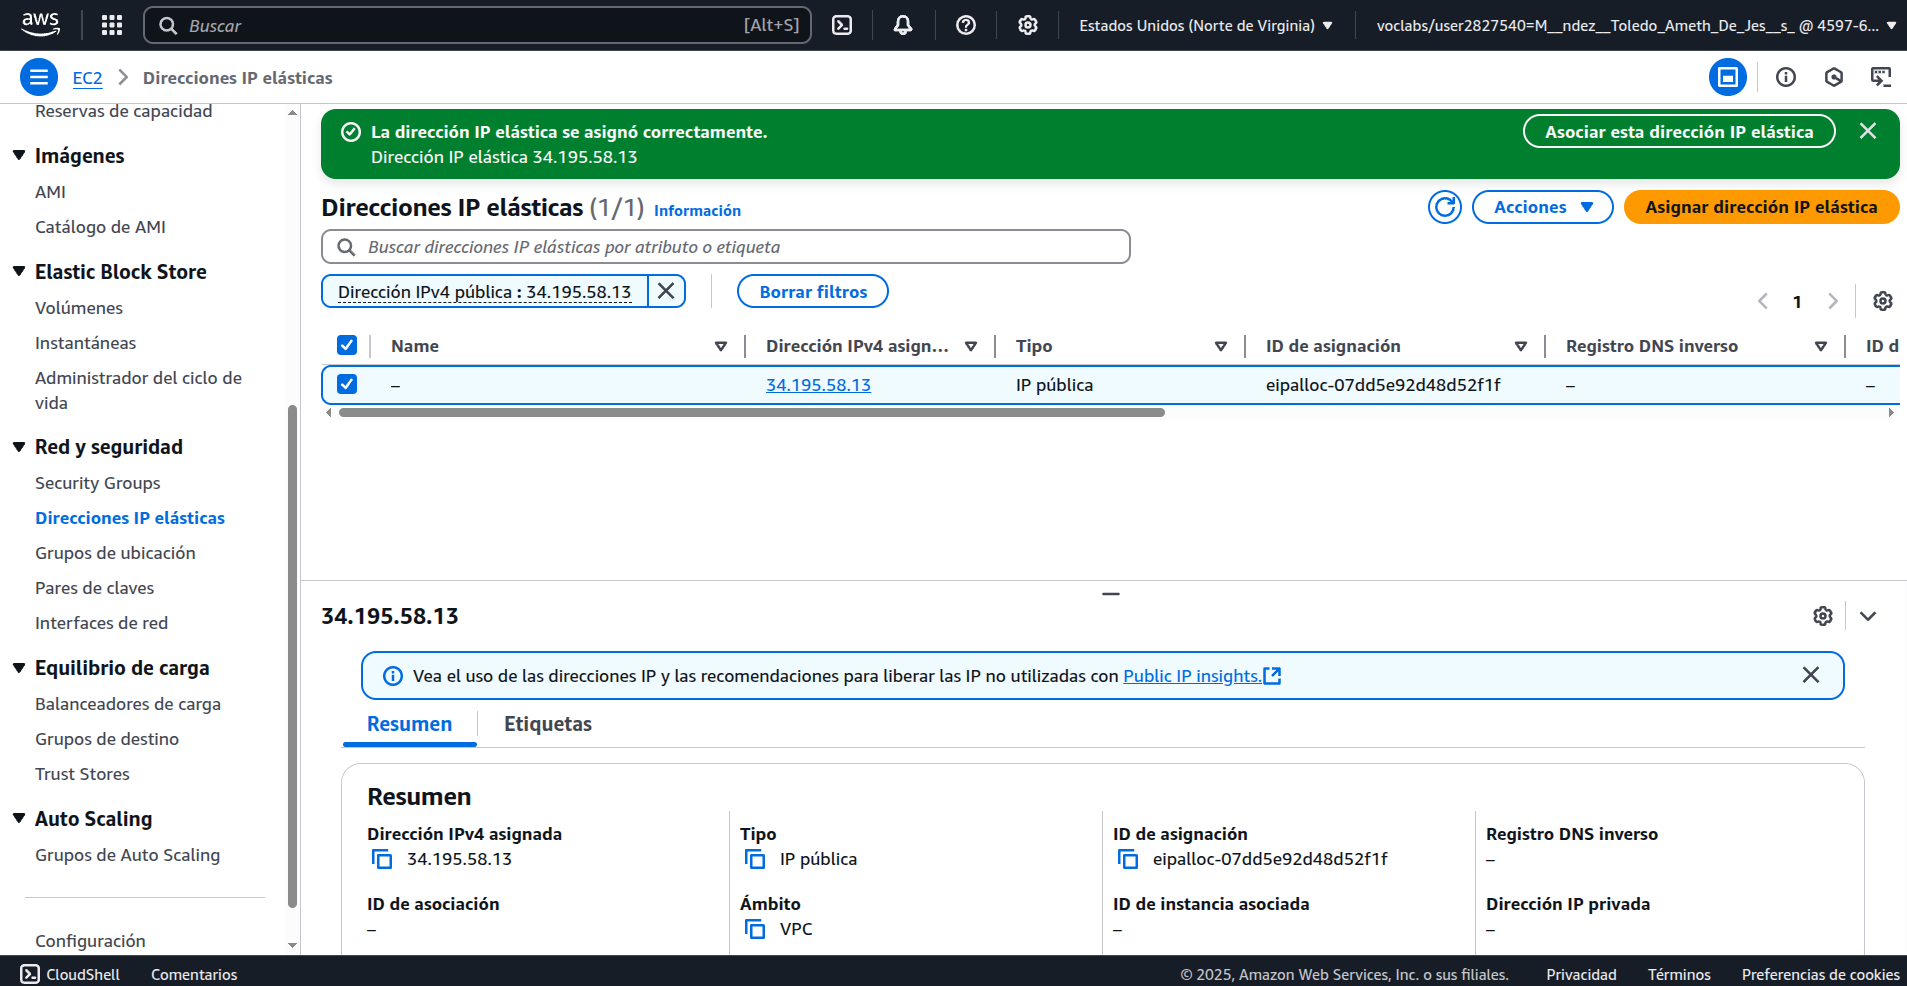 aws
Buscar [Alt+S]
Estados Unidos (Norte de Virginia)
voclabs/user2827540=M__ndez__Toledo_Ameth_De_Jes__s_ @ 4597-6...
EC2 Direcciones IP elásticas
Reservas de capacidad
Imágenes
AMI
Catálogo de AMI
Elastic Block Store
Volúmenes
Instantáneas
Administrador del ciclo de
vida
Red y seguridad
Security Groups
Direcciones IP elásticas
Grupos de ubicación
Pares de claves
Interfaces de red
Equilibrio de carga
Balanceadores de carga
Grupos de destino
Trust Stores
Auto Scaling
Grupos de Auto Scaling
Configuración
La dirección IP elástica se asignó correctamente.
Dirección IP elástica 34.195.58.13
Asociar esta dirección IP elástica
Direcciones IP elásticas (1/1) Información
Acciones
Asignar dirección IP elástica
Buscar direcciones IP elásticas por atributo o etiqueta
Dirección IPv4 pública : 34.195.58.13
Borrar filtros
1
Name Dirección IPv4 asign... Tipo ID de asignación Registro DNS inverso ID d
– 34.195.58.13 IP pública eipalloc-07dd5e92d48d52f1f – –
34.195.58.13
Vea el uso de las direcciones IP y las recomendaciones para liberar las IP no utilizadas con Public IP insights.
Resumen Etiquetas
Resumen
Dirección IPv4 asignada Tipo ID de asignación Registro DNS inverso
34.195.58.13 IP pública eipalloc-07dd5e92d48d52f1f –
ID de asociación Ámbito ID de instancia asociada Dirección IP privada
– VPC – –
CloudShell Comentarios © 2025, Amazon Web Services, Inc. o sus filiales. Privacidad Términos Preferencias de cookies